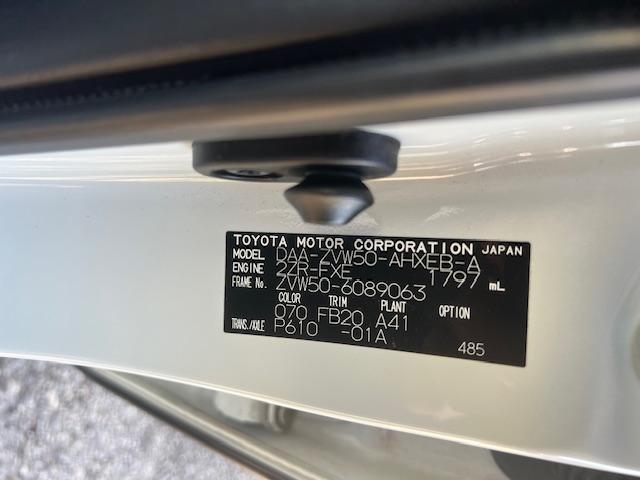 TOYOTA MOTOR CORPORATION JAPAN
MODEL DAA-ZVW50-AHXEB-A
ENGINE 2ZR-FXE 1797 mL
FRAME No. ZVW50-6089063
COLOR TRIM PLANT OPTION
070 FB20 A41
TRANS./AXLE P610 -01A
485